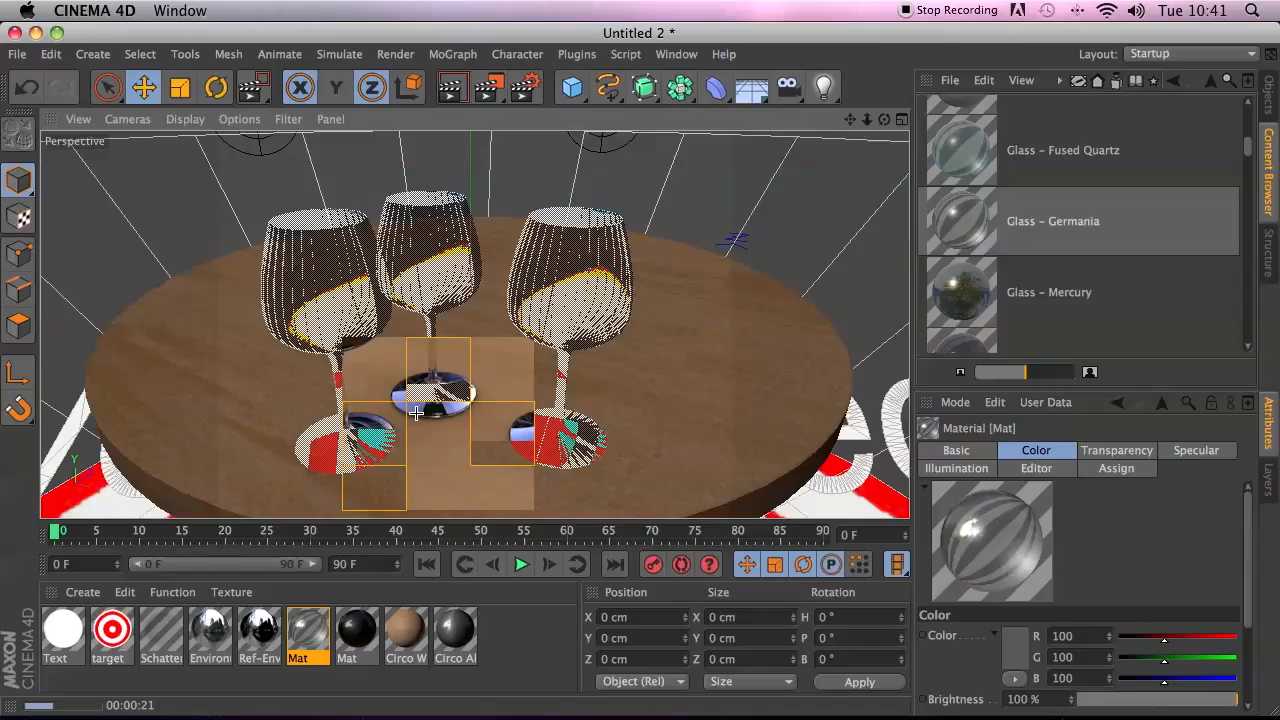 CINEMA 4D Window Stop Recording Tue 10:41
Untitled 2 *
File Edit Create Select Tools Mesh Animate Simulate Render MoGraph Character Plugins Script Window Help Layout: Startup
X Y Z
File Edit View
View Cameras Display Options Filter Panel
Perspective
Glass - Fused Quartz
Glass - Germania
Glass - Mercury
Objects
Content Browser
Structure
Mode Edit User Data
Material [Mat]
Basic Color Transparency Specular
Illumination Editor Assign
Attributes
Layers
Y
0 5 10 15 20 25 30 35 40 45 50 55 60 65 70 75 80 85 90 0 F
0 F 0 F 90 F 90 F
Create Edit Function Texture
Position Size Rotation
X 0 cm X 0 cm H 0 °
Y 0 cm Y 0 cm P 0 °
Z 0 cm Z 0 cm B 0 °
Object (Rel) Size Apply
Text target Schatter Environ Ref-Env Mat Mat Circo W Circo Al
Color
Color R 100
G 100
B 100
Brightness 100 %
00:00:21
MAXON
CINEMA 4D